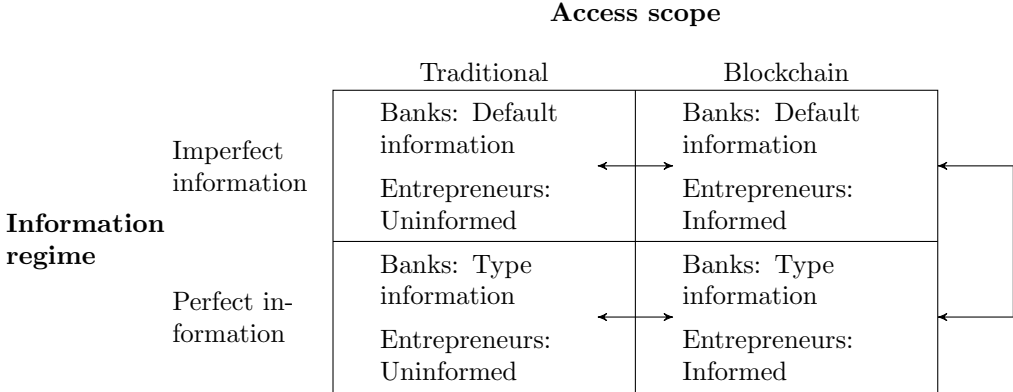 Access scope
Traditional
Blockchain
Imperfect
information
Banks: Default
information
Entrepreneurs:
Uninformed
Banks: Default
information
Entrepreneurs:
Informed
Information
regime
Perfect in-
formation
Banks: Type
information
Entrepreneurs:
Uninformed
Banks: Type
information
Entrepreneurs:
Informed